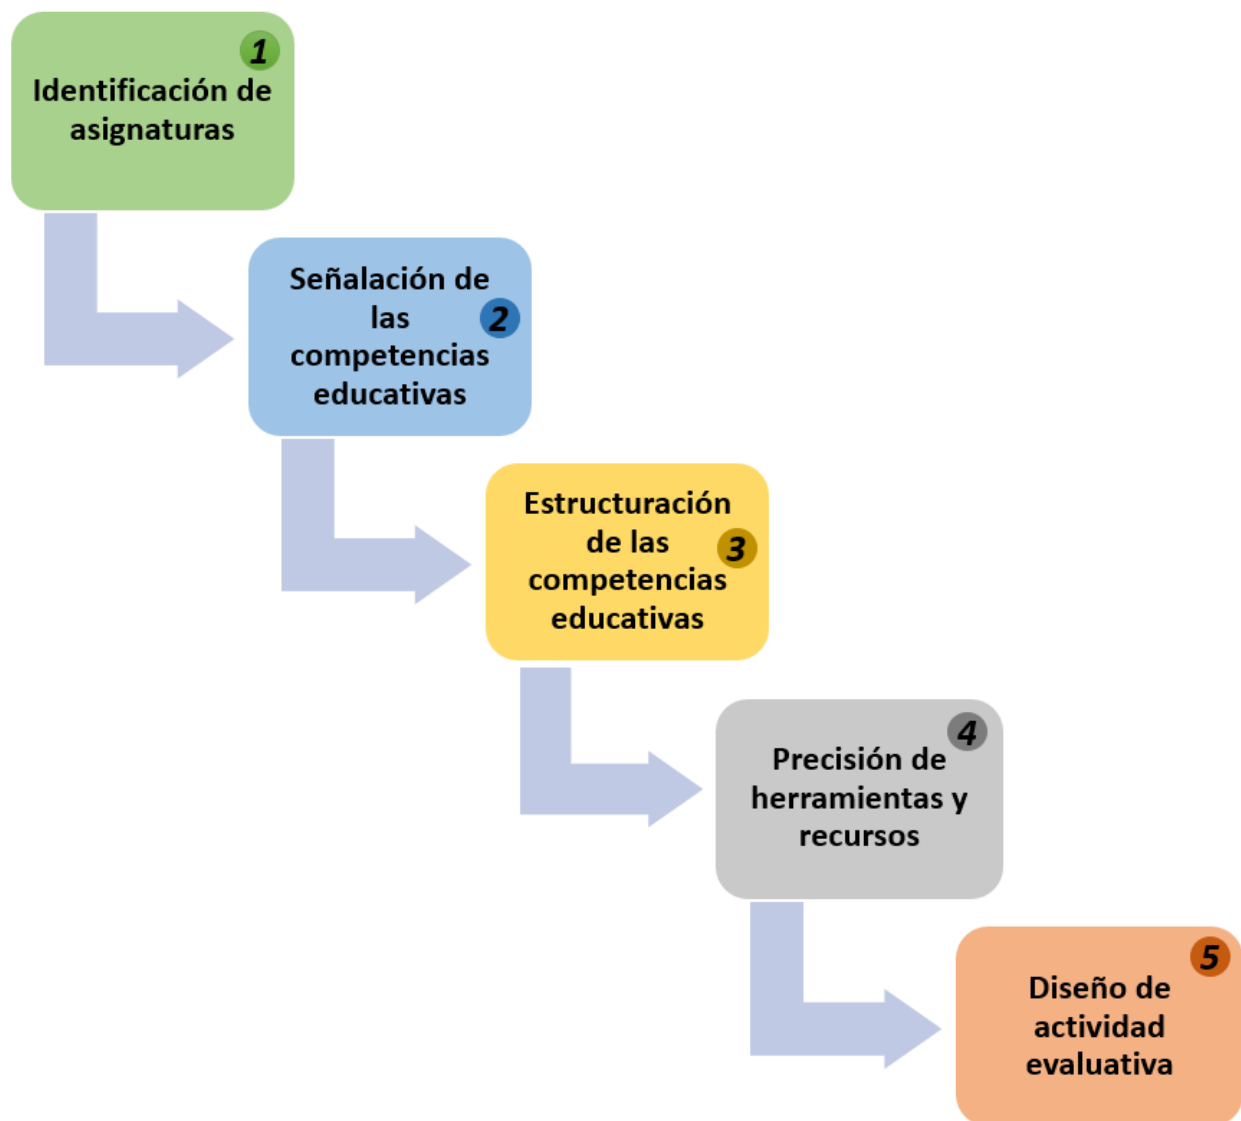 1
Identificación de
asignaturas
Señalación de
las
2
competencias
educativas
Estructuración
de las
3
competencias
educativas
4
Precisión de
herramientas y
recursos
5
Diseño de
actividad
evaluativa